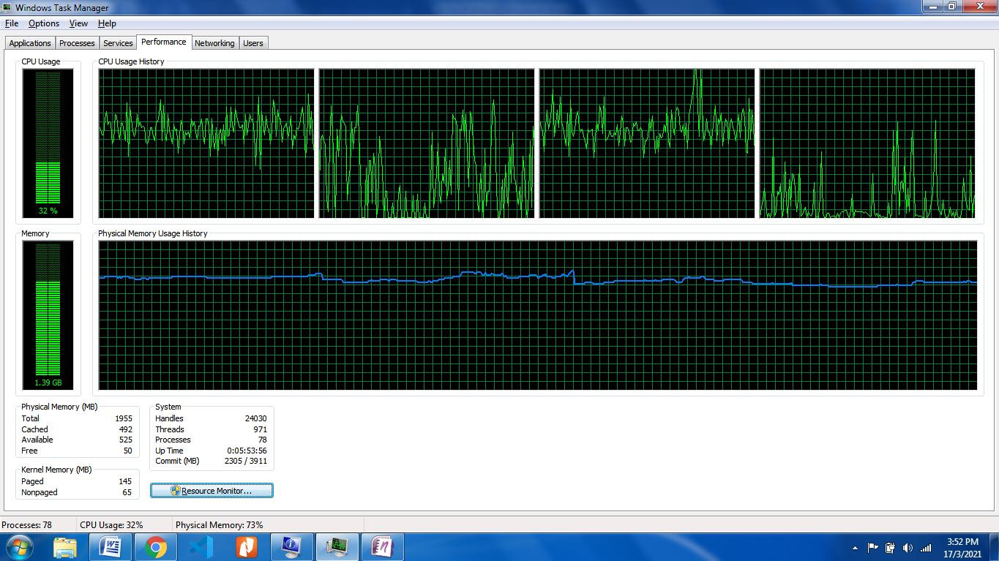 Windows Task Manager
File Options View Help
Applications Processes Services Performance Networking Users
CPU Usage
CPU Usage History
32 %
Memory
Physical Memory Usage History
1.39 GB
Physical Memory (MB)
Total 1955
Cached 492
Available 525
Free 50
Kernel Memory (MB)
Paged 145
Nonpaged 65
System
Handles 24030
Threads 971
Processes 78
Up Time 0:05:53:56
Commit (MB) 2305 / 3911
Resource Monitor...
Processes: 78 CPU Usage: 32% Physical Memory: 73%
3:52 PM
17/3/2021